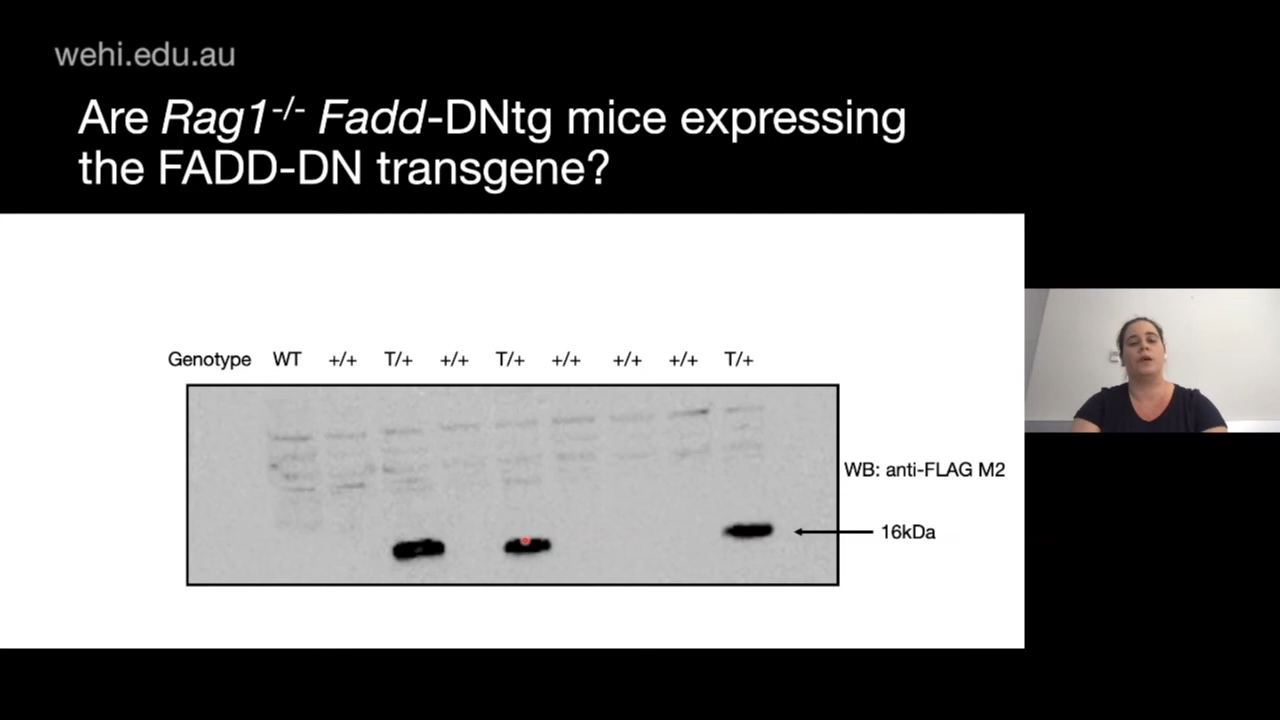 wehi.edu.au
Are Rag1-/- Fadd-DNtg mice expressing
the FADD-DN transgene?
Genotype WT +/+ T/+ +/+ T/+ +/+ +/+ +/+ T/+
WB: anti-FLAG M2
16kDa